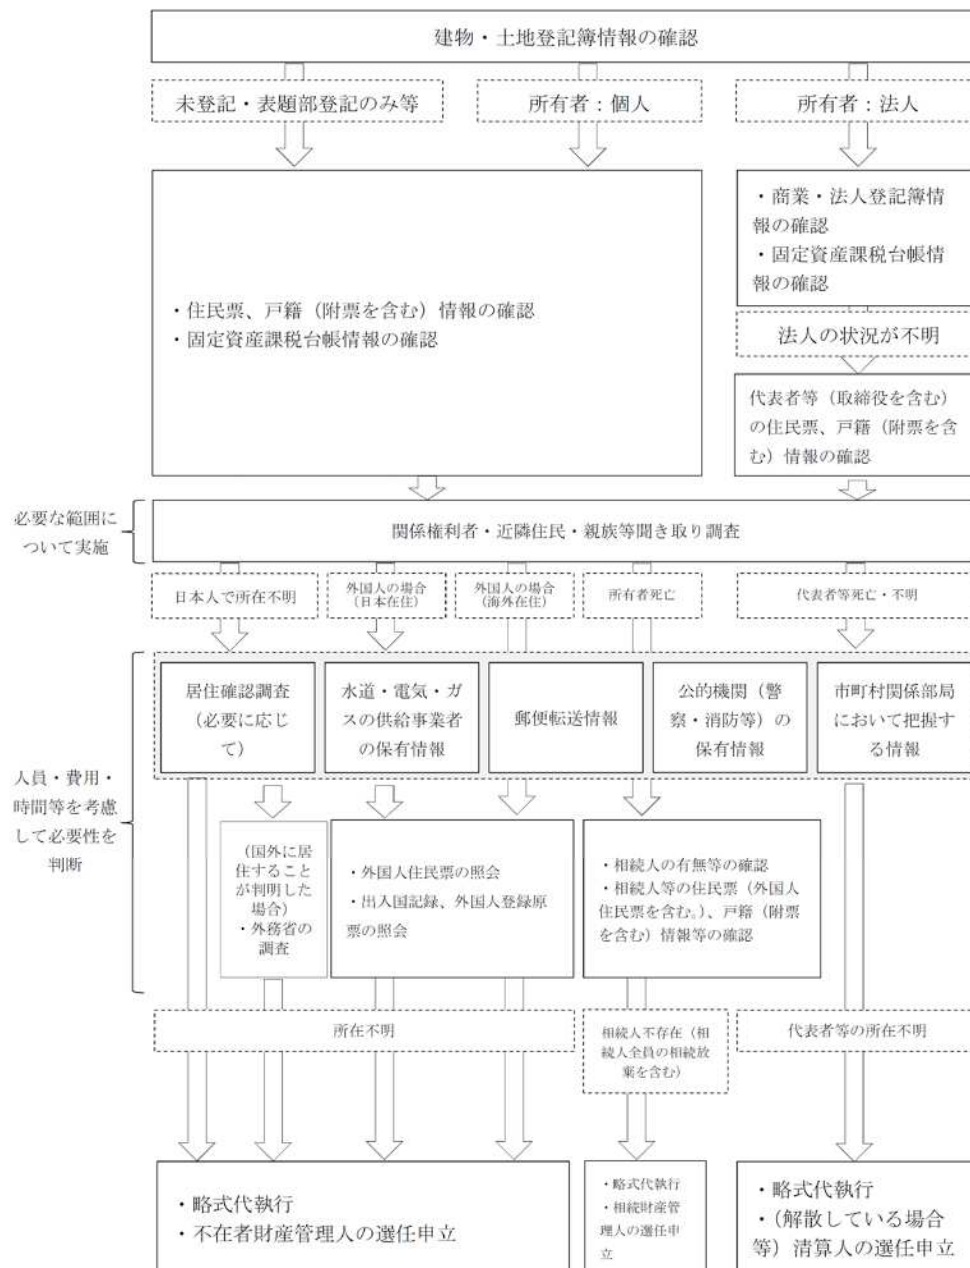 建物・土地登記簿情報の確認
未登記・表題部登記のみ等
所有者：個人
所有者：法人
・住民票、戸籍（附票を含む）情報の確認
・固定資産課税台帳情報の確認
・商業・法人登記簿情
報の確認
・固定資産課税台帳情
報の確認
法人の状況が不明
代表者等（取締役を含む）
の住民票、戸籍（附票を含
む）情報の確認
必要な範囲に
ついて実施
関係権利者・近隣住民・親族等聞き取り調査
日本人で所在不明
外国人の場合
（日本在住）
外国人の場合
（海外在住）
所有者死亡
代表者等死亡・不明
人員・費用・
時間等を考慮
して必要性を
判断
居住確認調査
（必要に応じ
て）
水道・電気・ガ
スの供給事業者
の保有情報
郵便転送情報
公的機関（警
察・消防等）の
保有情報
市町村関係部局
において把握す
る情報
（国外に居
住すること
が判明した
場合）
・外務省の
調査
・外国人住民票の照会
・出入国記録、外国人登録原
票の照会
・相続人の有無等の確認
・相続人等の住民票（外国人
住民票を含む。）、戸籍（附票
を含む）情報等の確認
所在不明
相続人不存在（相
続人全員の相続放
棄を含む）
代表者等の所在不明
・略式代執行
・不在者財産管理人の選任申立
・略式代執行
・相続財産管
理人の選任申
立
・略式代執行
・（解散している場合
等）清算人の選任申立